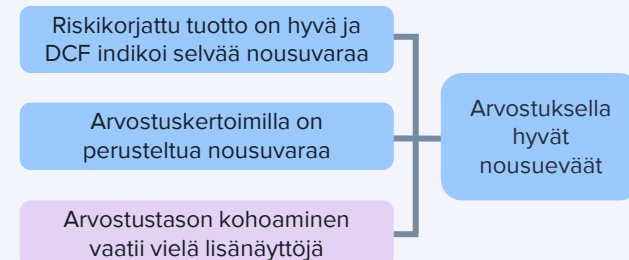 Riskikorjattu tuotto on hyvä ja
DCF indikoi selvää nousuvaraa
Arvostuskertoimilla on
perusteltua nousuvaraa
Arvostustason kohoaminen
vaatii vielä lisänäyttöjä
Arvostuksella
hyvät
nousueväät